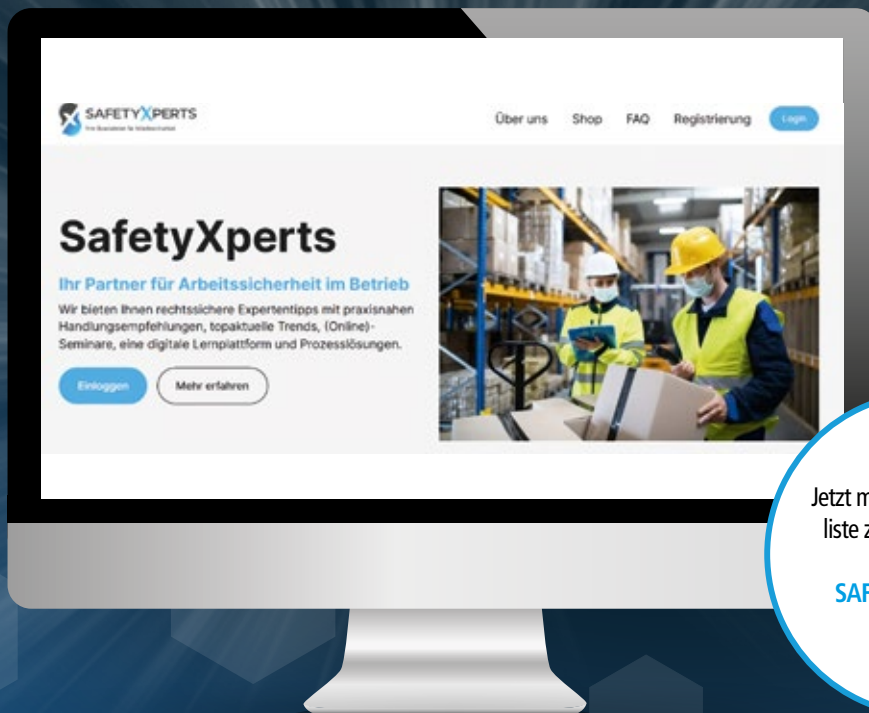 SAFETYXPERTS
Über uns Shop FAQ Registrierung Login
SafetyXperts
Ihr Partner für Arbeitssicherheit im Betrieb
Wir bieten Ihnen rechtssichere Expertentipps mit praxisnahen
Handlungsempfehlungen, topaktuelle Trends, (Online)-
Seminare, eine digitale Lernplattform und Prozesslösungen.
Einloggen Mehr erfahren
Jetzt m
liste z
SAF